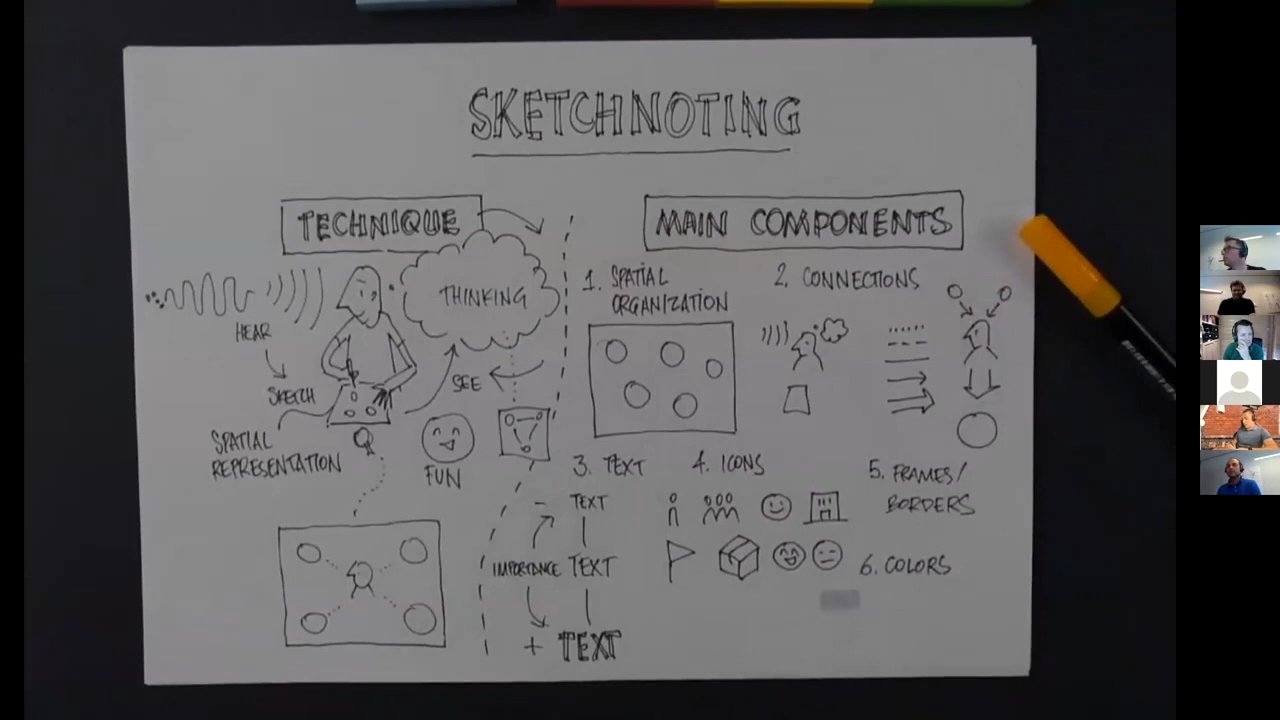 SKETCHNOTING
TECHNIQUE
THINKING
HEAR
SKETCH
SEE
SPATIAL
REPRESENTATION
FUN
MAIN COMPONENTS
1. SPATIAL
ORGANIZATION
2. CONNECTIONS
3. TEXT
- TEXT
IMPORTANCE TEXT
+ TEXT
4. ICONS
5. FRAMES/
BORDERS
6. COLORS